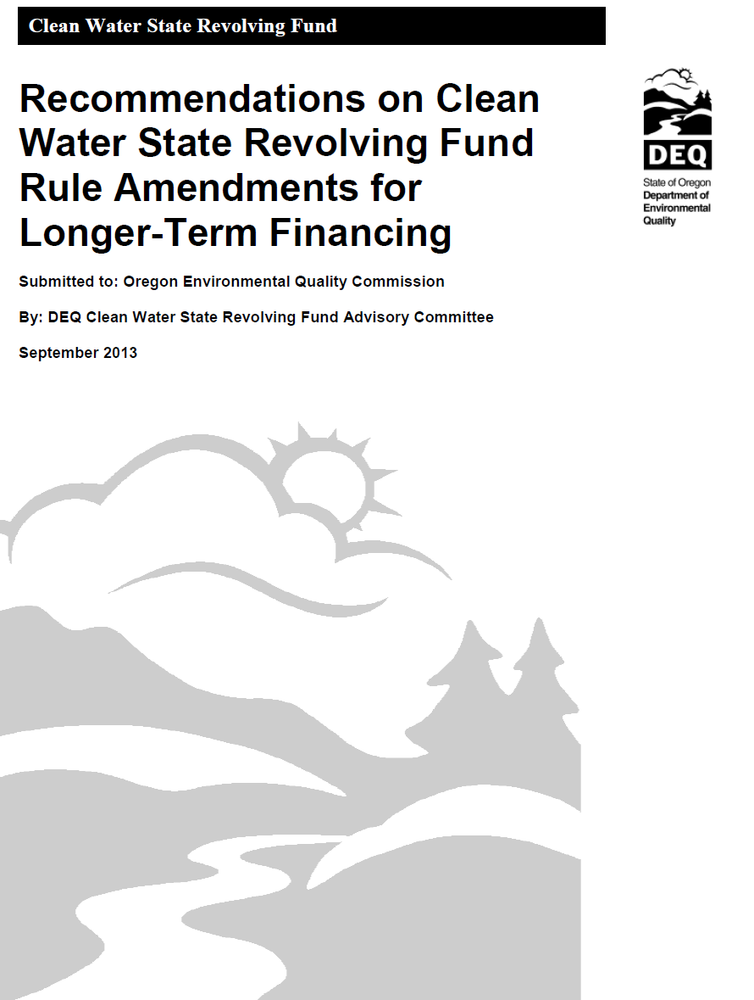 Clean Water State Revolving Fund
Recommendations on Clean
Water State Revolving Fund
Rule Amendments for
Longer-Term Financing
Submitted to: Oregon Environmental Quality Commission
By: DEQ Clean Water State Revolving Fund Advisory Committee
September 2013
DEQ
State of Oregon
Department of
Environmental
Quality